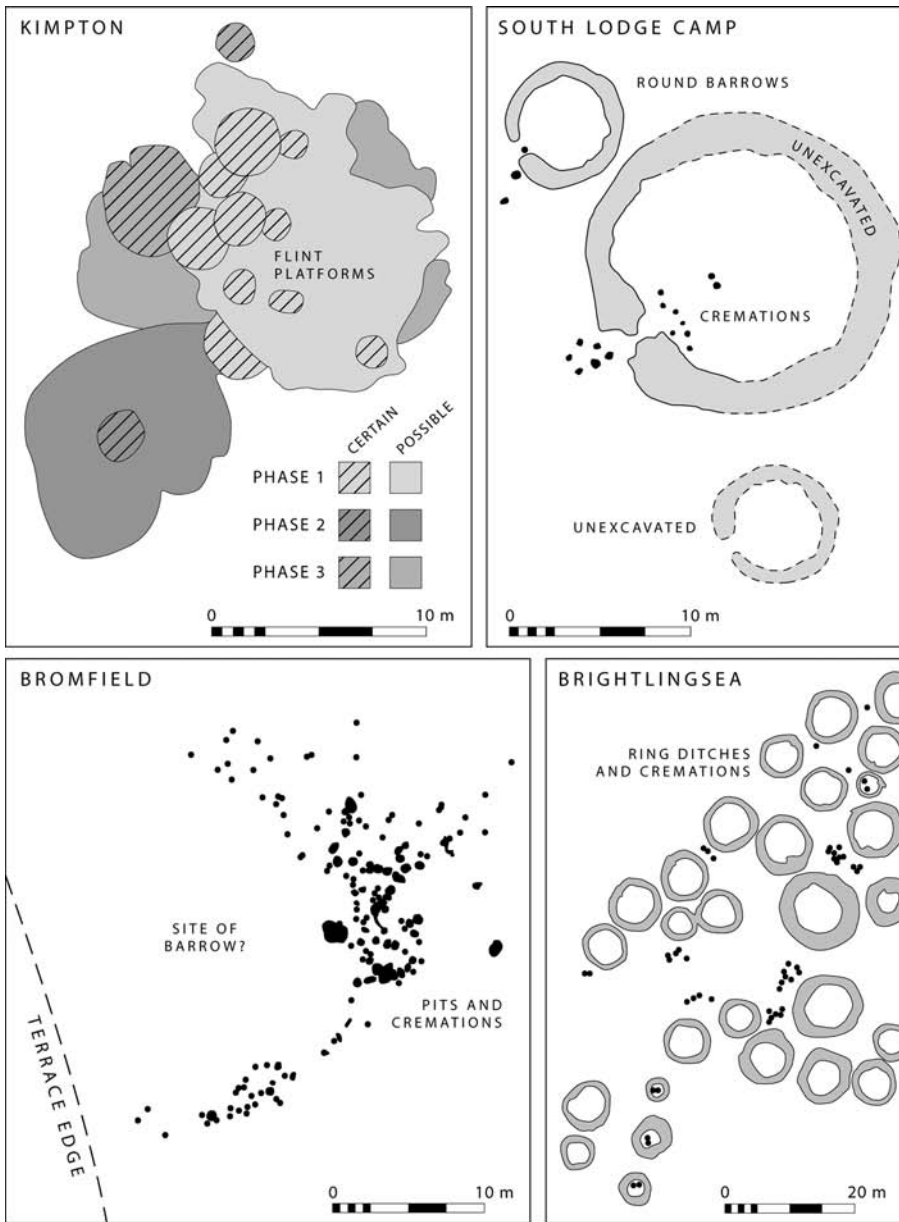 KIMPTON
FLINT
PLATFORMS
CERTAIN
POSSIBLE
PHASE 1
PHASE 2
PHASE 3
0 10 m
SOUTH LODGE CAMP
ROUND BARROWS
UNEXCAVATED
CREMATIONS
UNEXCAVATED
0 10 m
BROMFIELD
SITE OF
BARROW?
PITS AND
CREMATIONS
TERRACE EDGE
0 10 m
BRIGHTLINGSEA
RING DITCHES
AND CREMATIONS
0 20 m